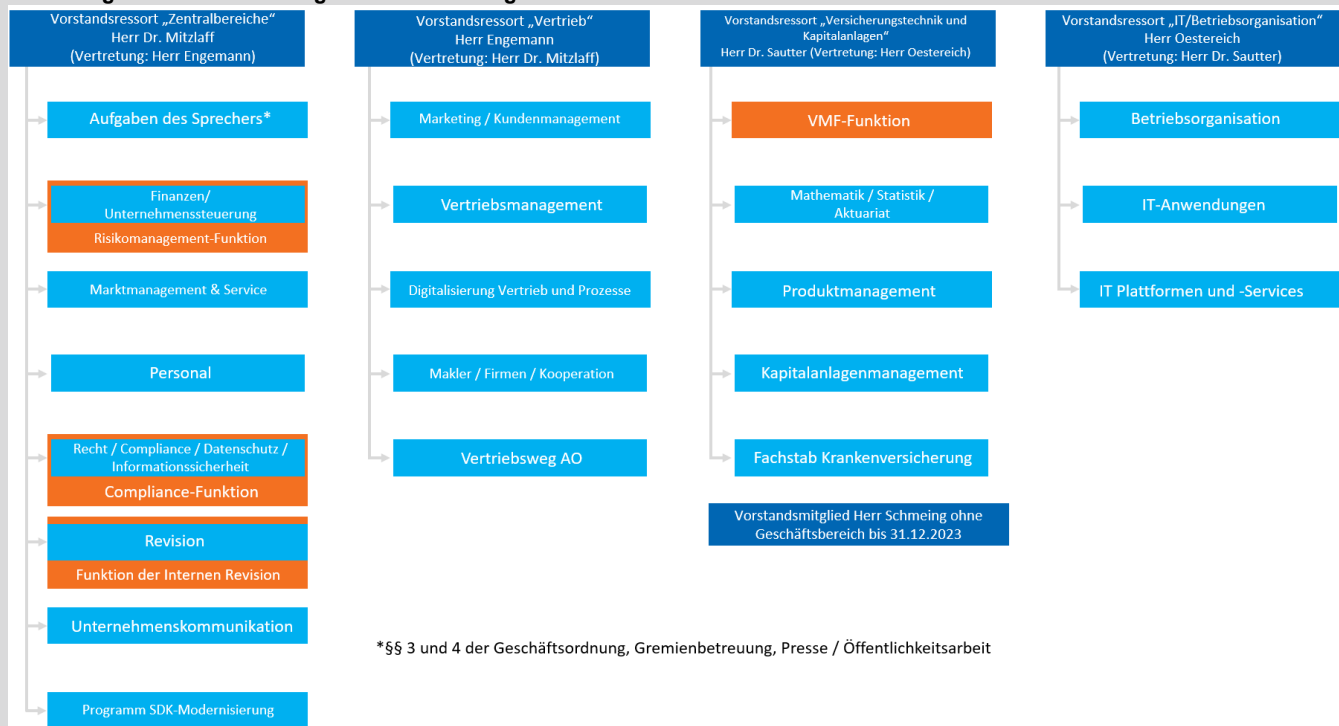 Vorstandsressort „Zentralbereiche“
Herr Dr. Mitzlaff
(Vertretung: Herr Engemann)
Aufgaben des Sprechers*
Finanzen/
Unternehmenssteuerung
Risikomanagement-Funktion
Marktmanagement & Service
Personal
Recht / Compliance / Datenschutz /
Informationssicherheit
Compliance-Funktion
Revision
Funktion der Internen Revision
Unternehmenskommunikation
Programm SDK-Modernisierung
Vorstandsressort „Vertrieb“
Herr Engemann
(Vertretung: Herr Dr. Mitzlaff)
Marketing / Kundenmanagement
Vertriebsmanagement
Digitalisierung Vertrieb und Prozesse
Makler / Firmen / Kooperation
Vertriebsweg AO
Vorstandsressort „Versicherungstechnik und
Kapitalanlagen“
Herr Dr. Sautter (Vertretung: Herr Oestereich)
VMF-Funktion
Mathematik / Statistik /
Aktuariat
Produktmanagement
Kapitalanlagenmanagement
Fachstab Krankenversicherung
Vorstandsmitglied Herr Schmeing ohne
Geschäftsbereich bis 31.12.2023
Vorstandsressort „IT/Betriebsorganisation“
Herr Oestereich
(Vertretung: Herr Dr. Sautter)
Betriebsorganisation
IT-Anwendungen
IT Plattformen und -Services
*§§ 3 und 4 der Geschäftsordnung, Gremienbetreuung, Presse / Öffentlichkeitsarbeit